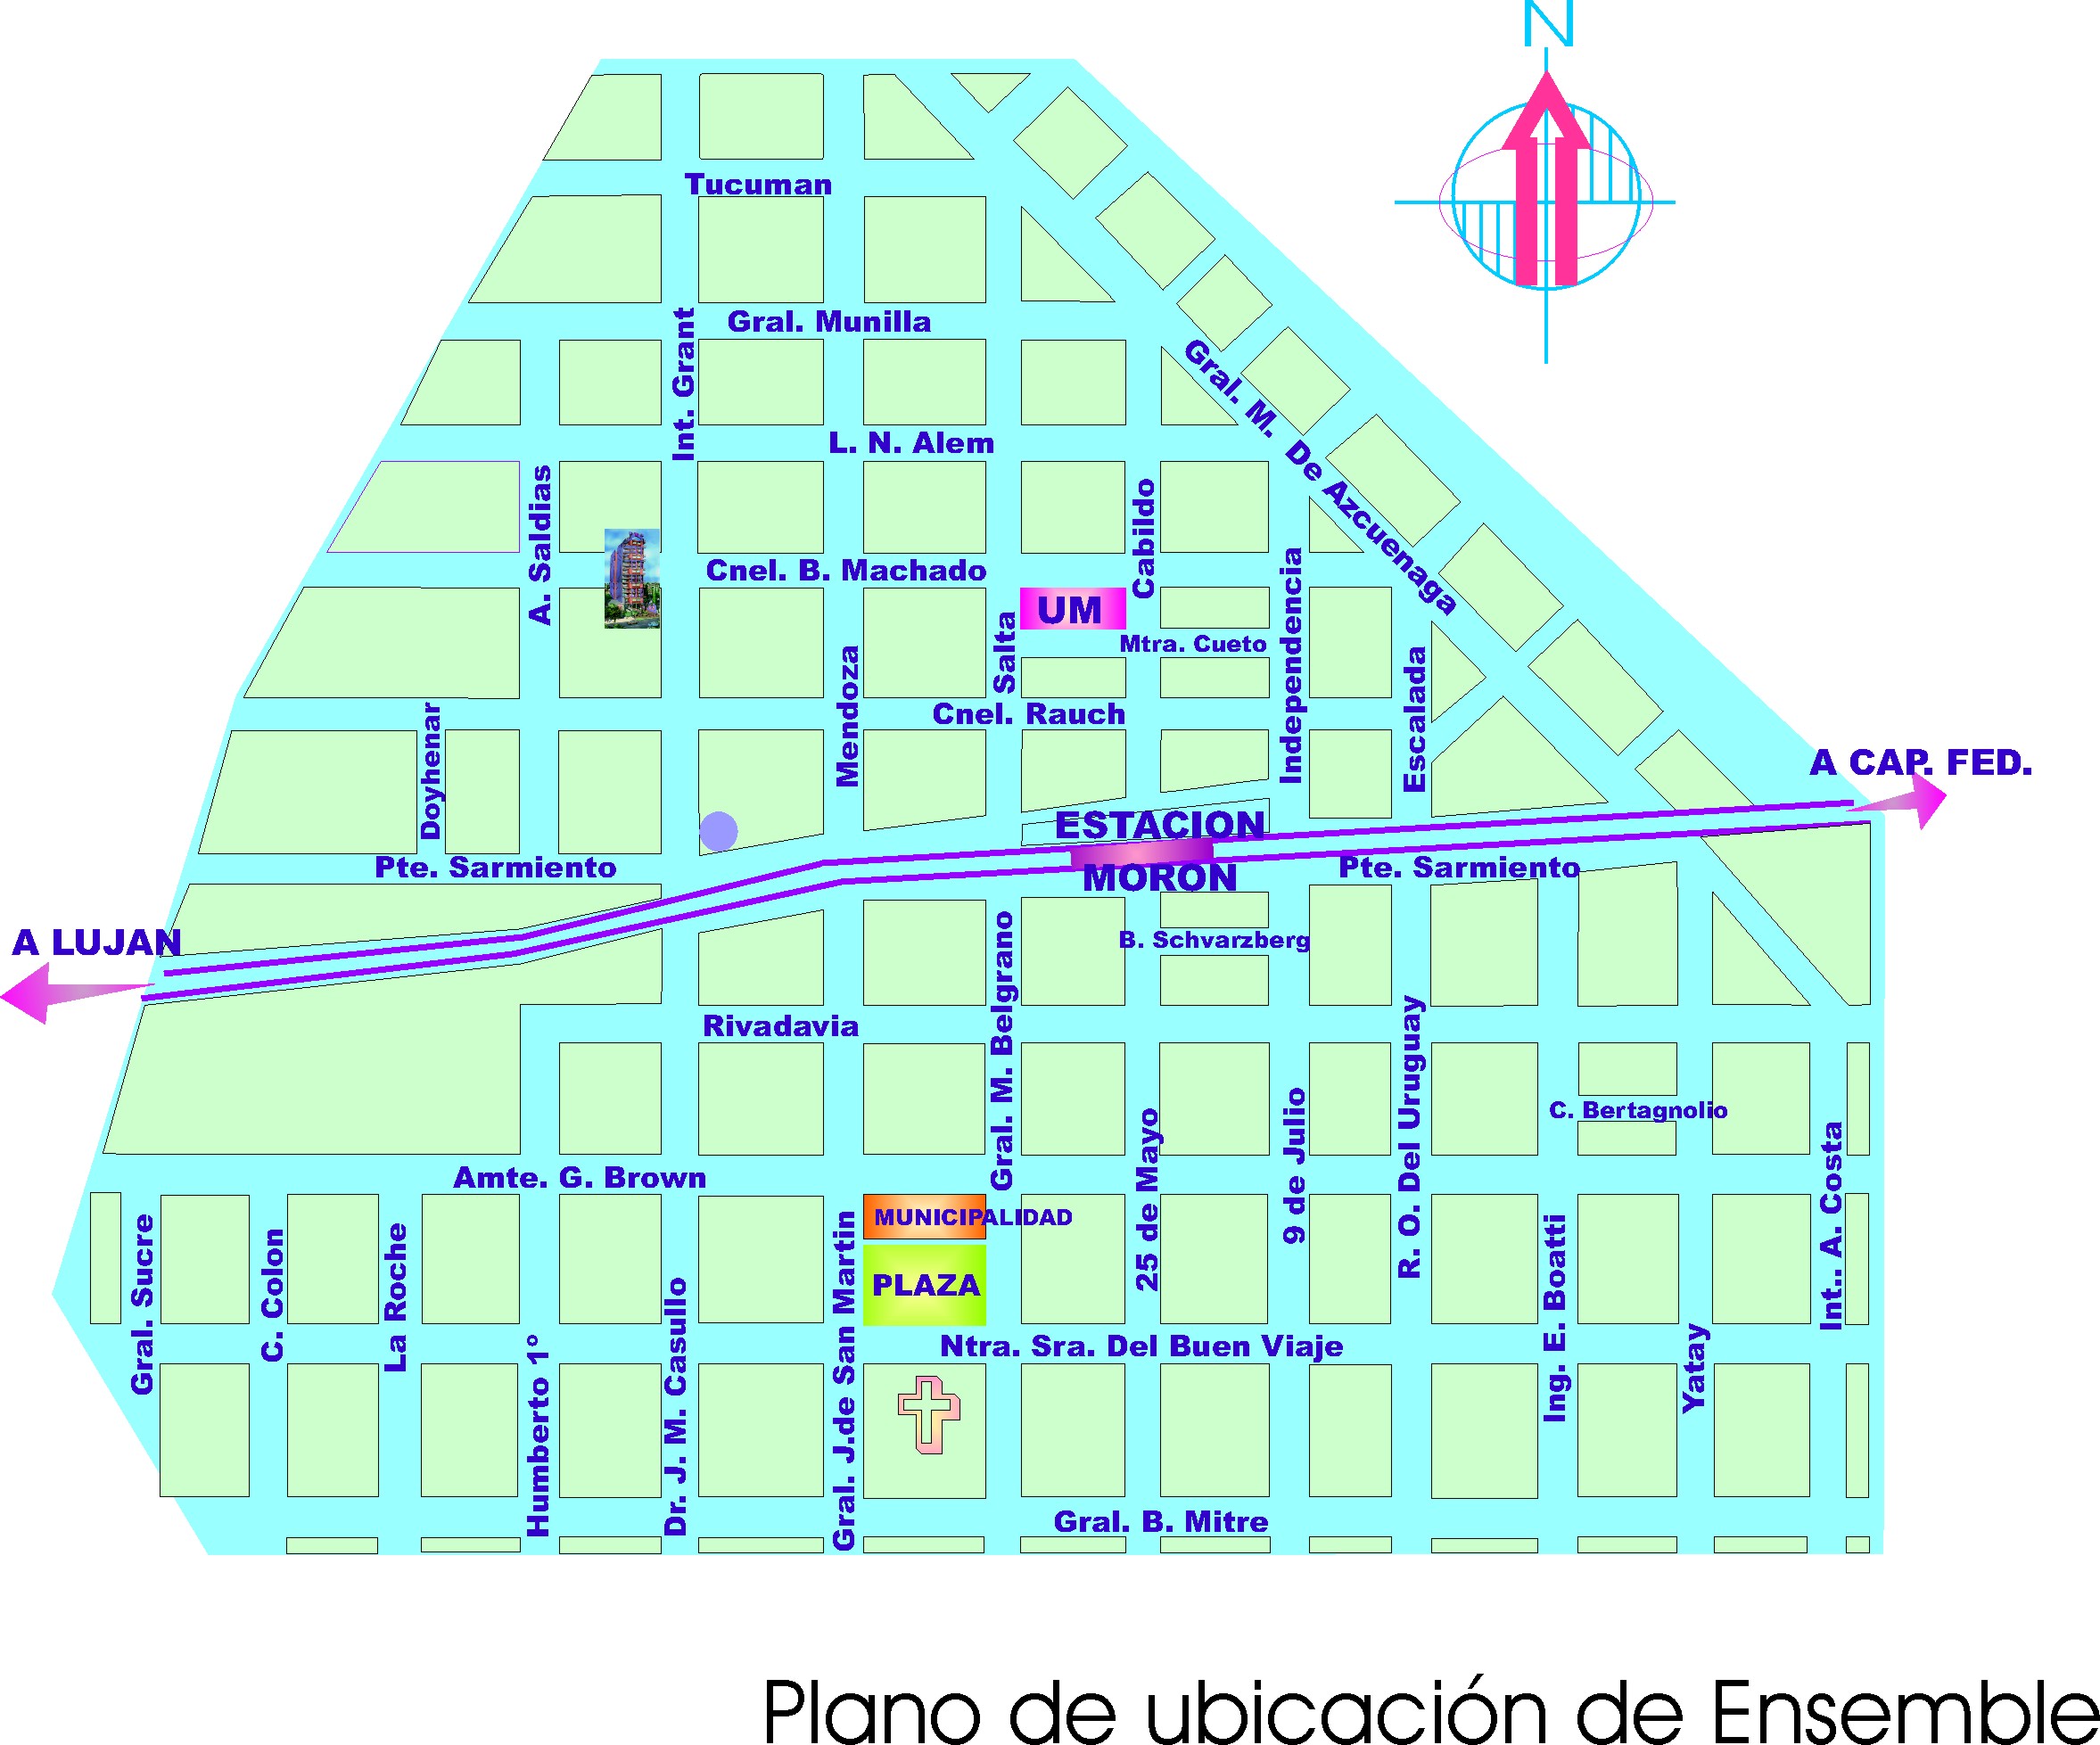 N
Tucuman
Gral. Munilla
Int. Grant
Gral. M. De Azcuenaga
L. N. Alem
A. Saldias
Cabildo
Cnel. B. Machado
Independencia
UM
Salta
Mtra. Cueto
Mendoza
Escalada
Doyhenar
Cnel. Rauch
A CAP. FED.
ESTACION
MORON
Pte. Sarmiento
Pte. Sarmiento
A LUJAN
B. Schvarzberg
Gral. M. Belgrano
Rivadavia
R. O. Del Uruguay
C. Bertagnolio
9 de Julio
25 de Mayo
Int.. A. Costa
Amte. G. Brown
MUNICIPALIDAD
PLAZA
Gral. Sucre
C. Colon
La Roche
Humberto 1°
Dr. J. M. Casullo
Gral. J.de San Martin
Ing. E. Boatti
Yatay
Ntra. Sra. Del Buen Viaje
Gral. B. Mitre
Plano de ubicación de Ensemble